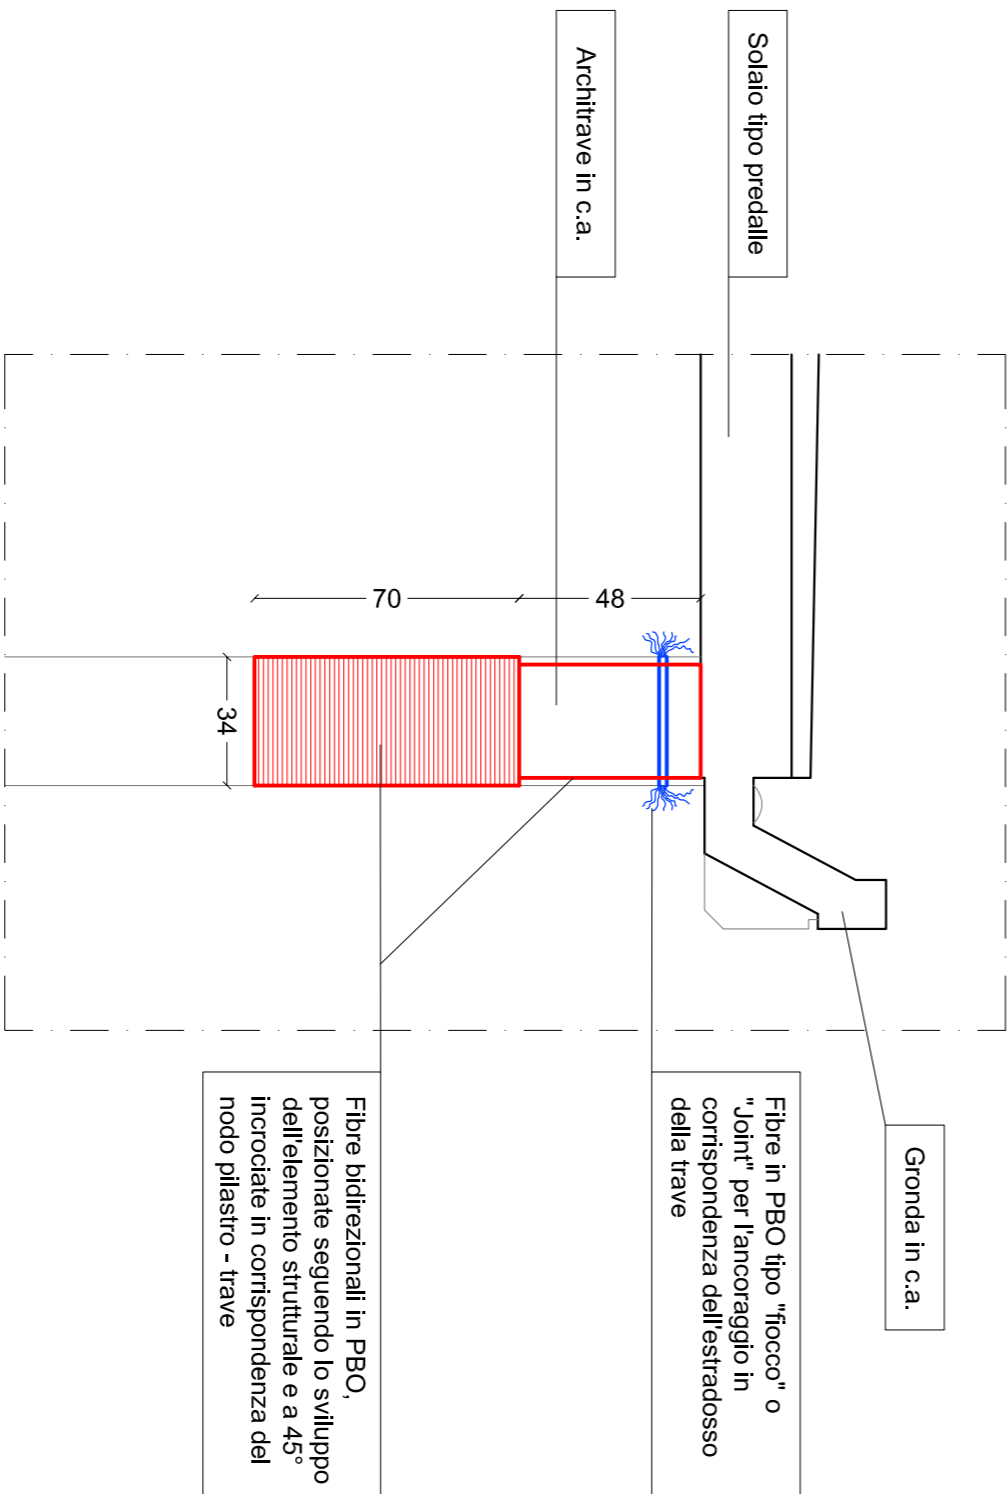 Solaio tipo predalle
Architrave in c.a.
70
48
34
Gronda in c.a.
Fibre in PBO tipo "fiocco" o
"Joint" per l'ancoraggio in
corrispondenza dell'estradosso
della trave
Fibre bidirezionali in PBO,
posizionate seguendo lo sviluppo
dell'elemento strutturale e a 45°
incrociate in corrispondenza del
nodo pilastro - trave